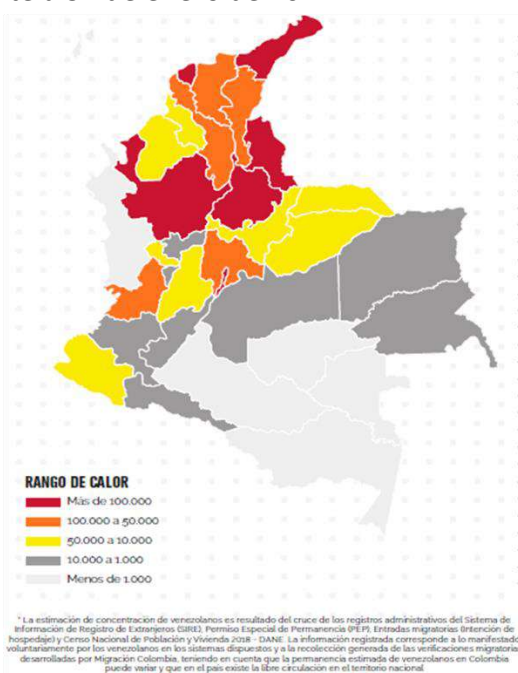 RANGO DE CALOR
Más de 100.000
100.000 a 50.000
50.000 a 10.000
10.000 a 1.000
Menos de 1.000
* La estimación de concentración de venezolanos es resultado del cruce de los registros administrativos del Sistema de
Información de Registro de Extranjeros (SIRE), Permiso Especial de Permanencia (PEP), Entradas migratorias (Intención de
hospedaje) y Censo Nacional de Población y Vivienda 2018 - DANE. La información registrada corresponde a lo manifestado
voluntariamente por los venezolanos en los sistemas dispuestos y a la recolección generada de las verificaciones migratoria
desarrolladas por Migración Colombia, teniendo en cuenta que la permanencia estimada de venezolanos en Colombia
puede variar y que en el país existe la libre circulación en el territorio nacional